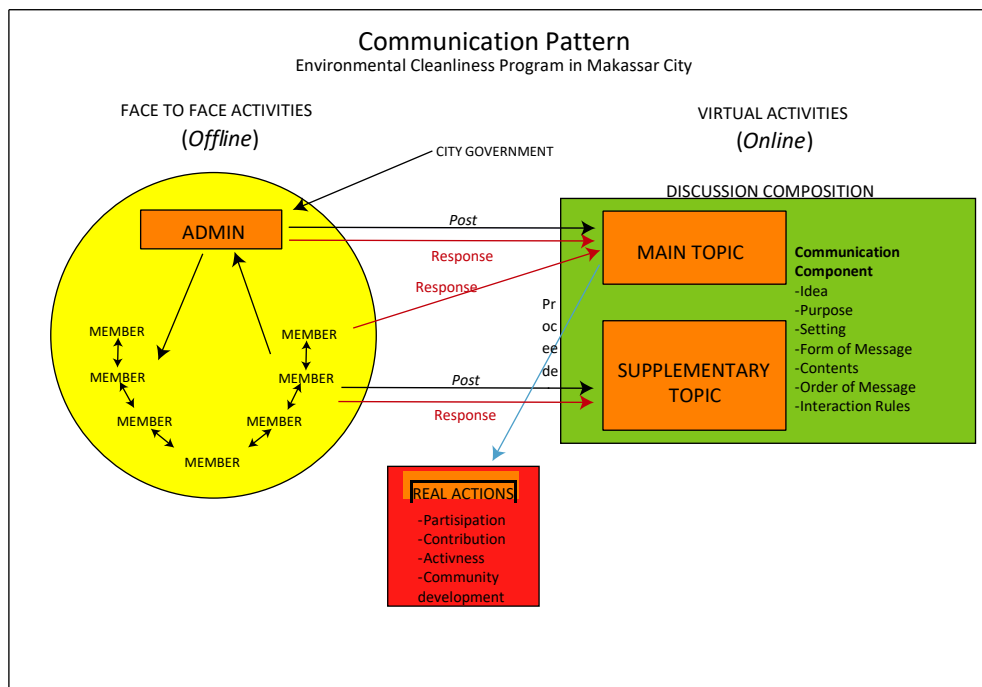 Communication Pattern
Environmental Cleanliness Program in Makassar City
FACE TO FACE ACTIVITIES
(Offline)
VIRTUAL ACTIVITIES
(Online)
CITY GOVERNMENT
DISCUSSION COMPOSITION
ADMIN
Post
Response
Response
MEMBER
MEMBER
MEMBER
MEMBER
MEMBER
MEMBER
MEMBER
Post
Response
Pr
oc
ee
de
.
MAIN TOPIC
SUPPLEMENTARY
TOPIC
Communication
Component
-Idea
-Purpose
-Setting
-Form of Message
-Contents
-Order of Message
-Interaction Rules
REAL ACTIONS
-Partisipation
-Contribution
-Activness
-Community
development